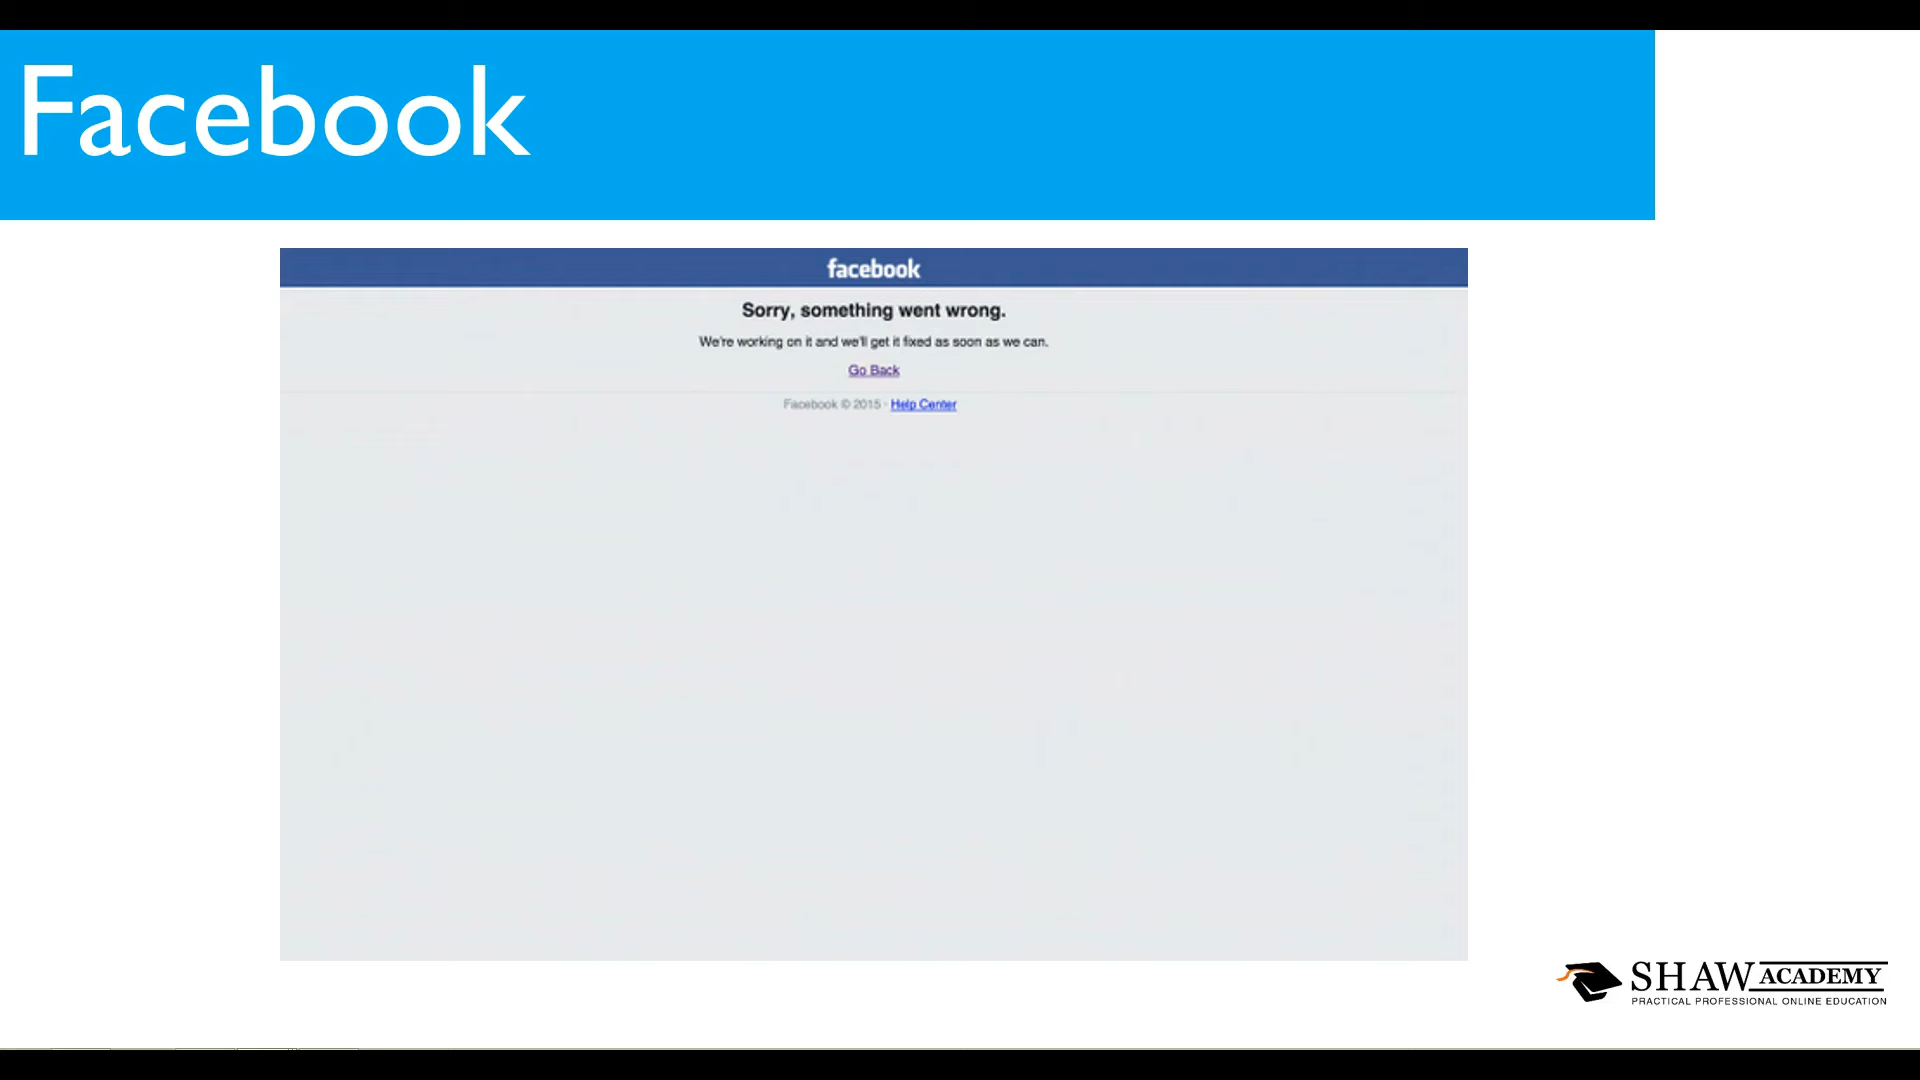 Facebook
facebook
Sorry, something went wrong.
We're working on it and we'll get it fixed as soon as we can.
Go Back
Facebook © 2015 · Help Center
SHAW ACADEMY
PRACTICAL PROFESSIONAL ONLINE EDUCATION